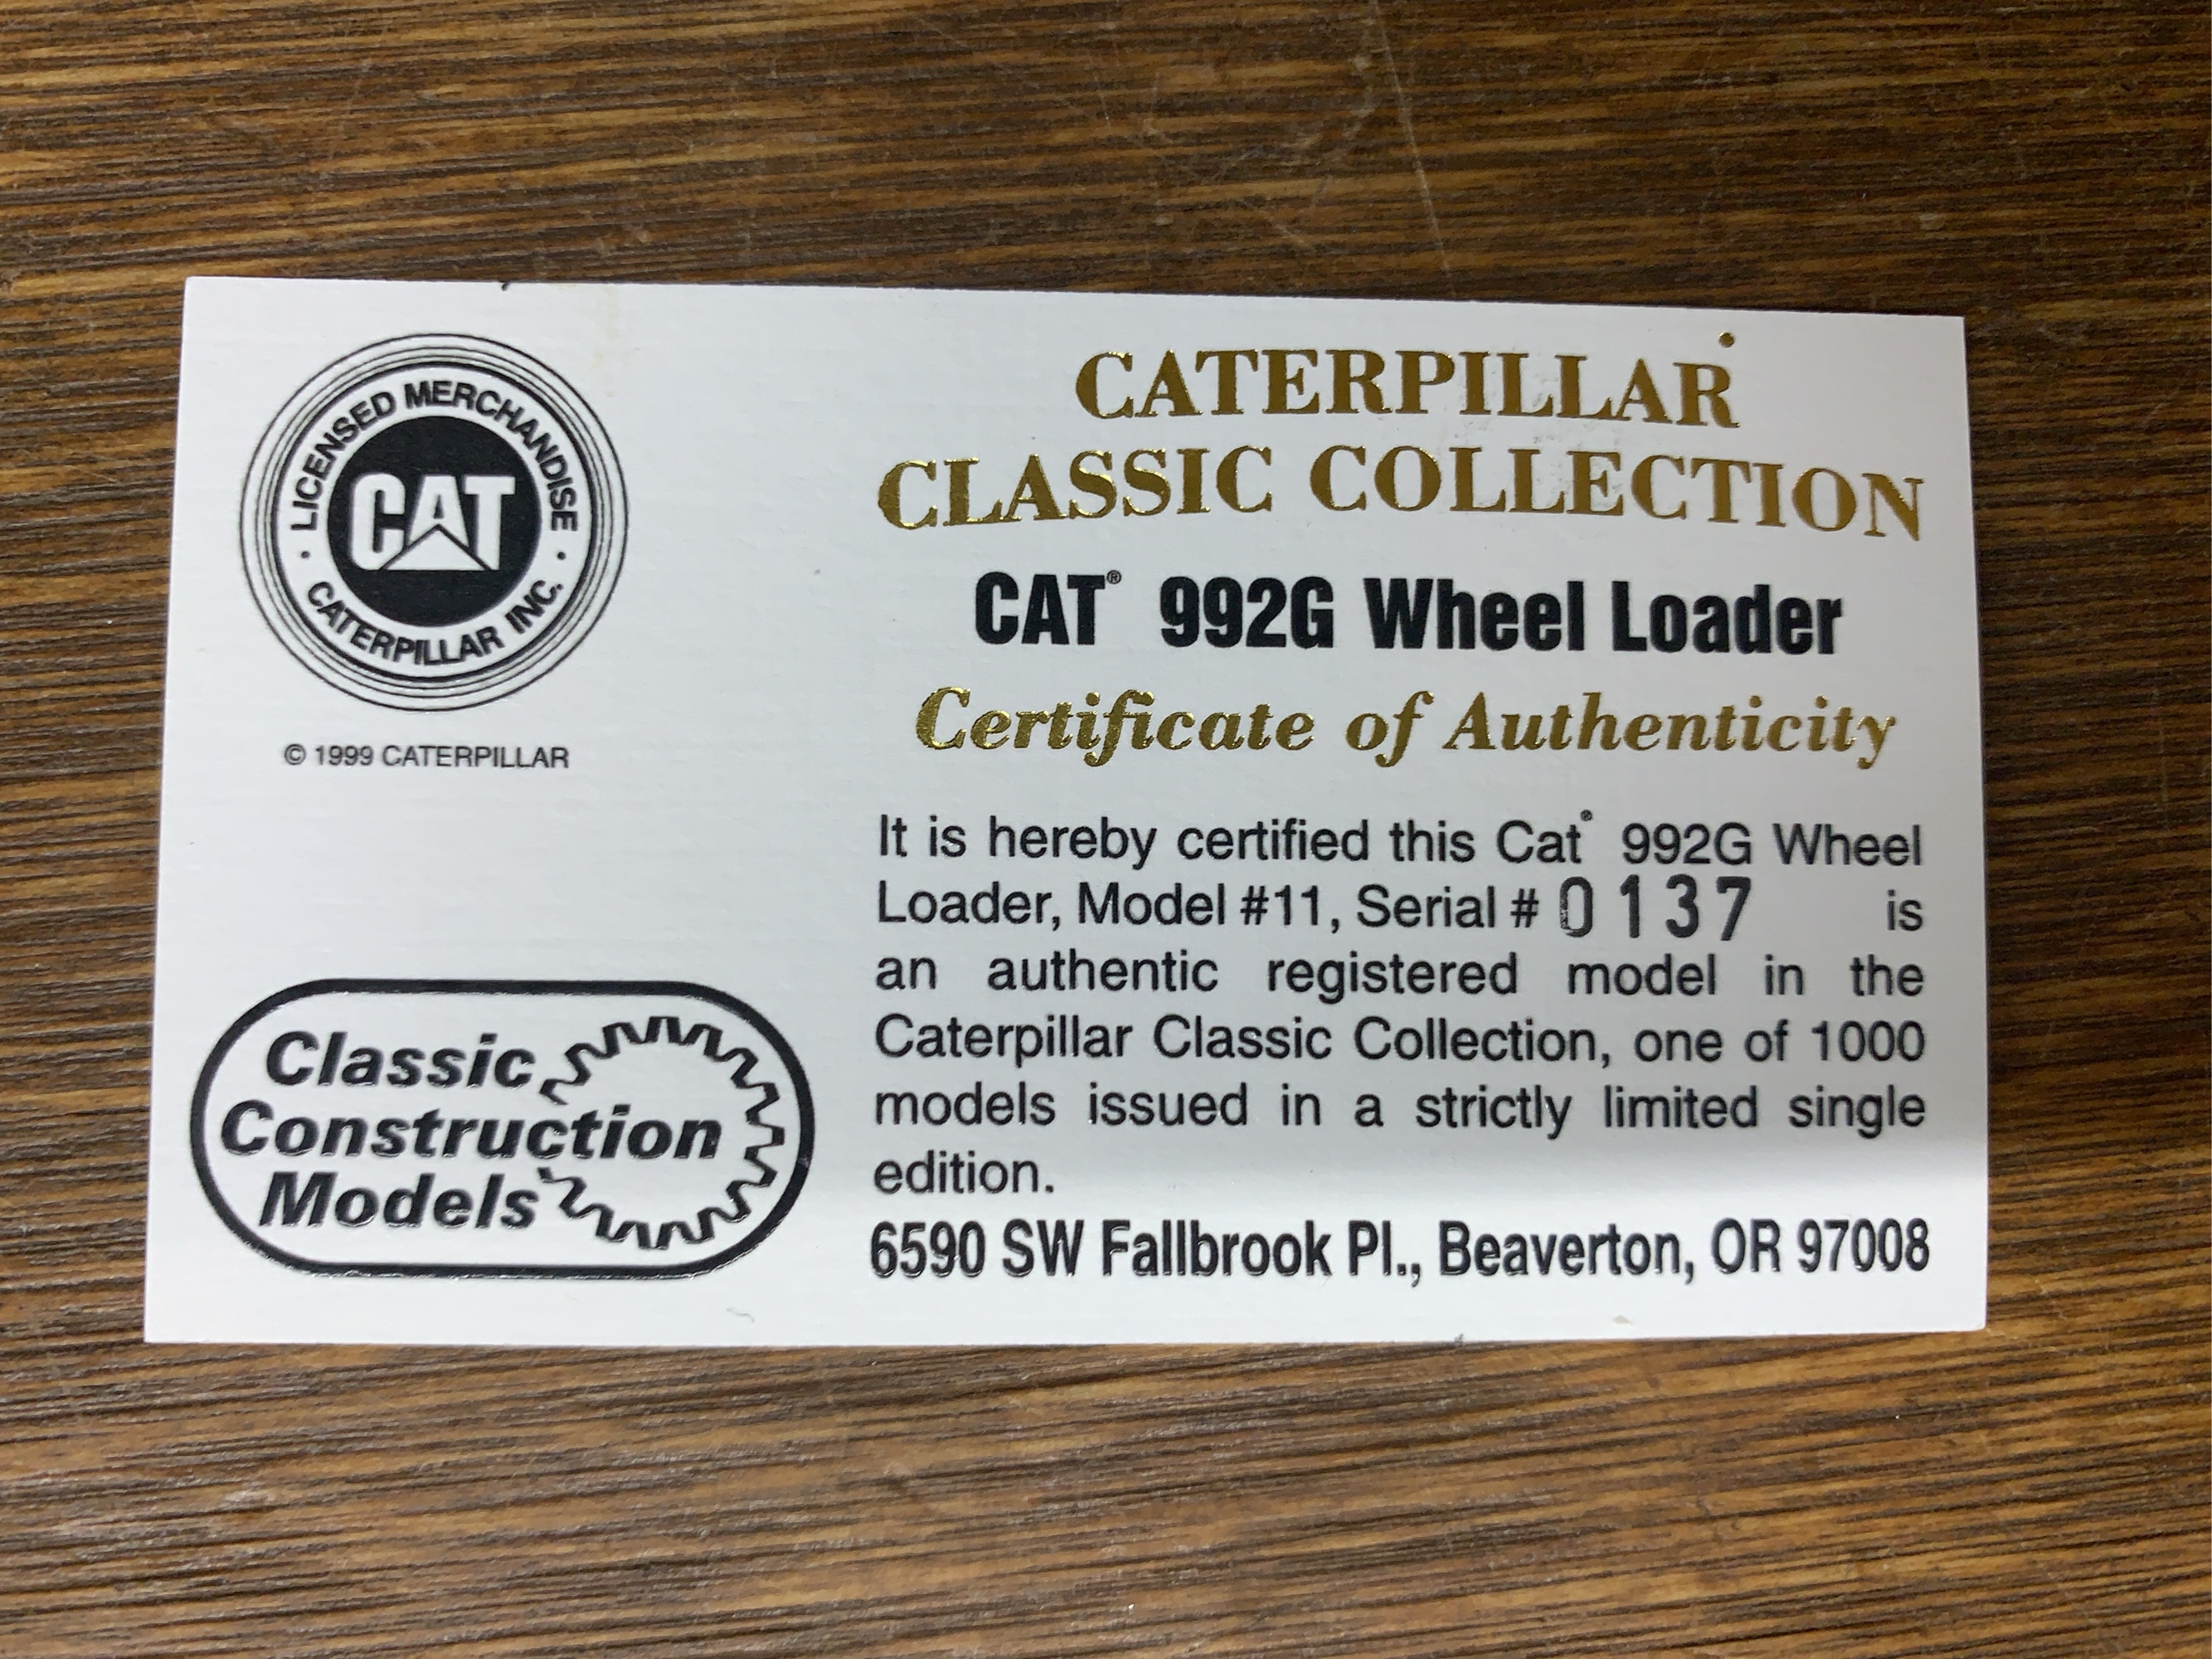 LICENSED MERCHANDISE
CAT
· CATERPILLAR INC. ·
© 1999 CATERPILLAR
Classic
Construction
Models
CATERPILLAR
CLASSIC COLLECTION
CAT® 992G Wheel Loader
Certificate of Authenticity
It is hereby certified this Cat® 992G Wheel
Loader, Model #11, Serial # 0137 is
an authentic registered model in the
Caterpillar Classic Collection, one of 1000
models issued in a strictly limited single
edition.
6590 SW Fallbrook Pl., Beaverton, OR 97008